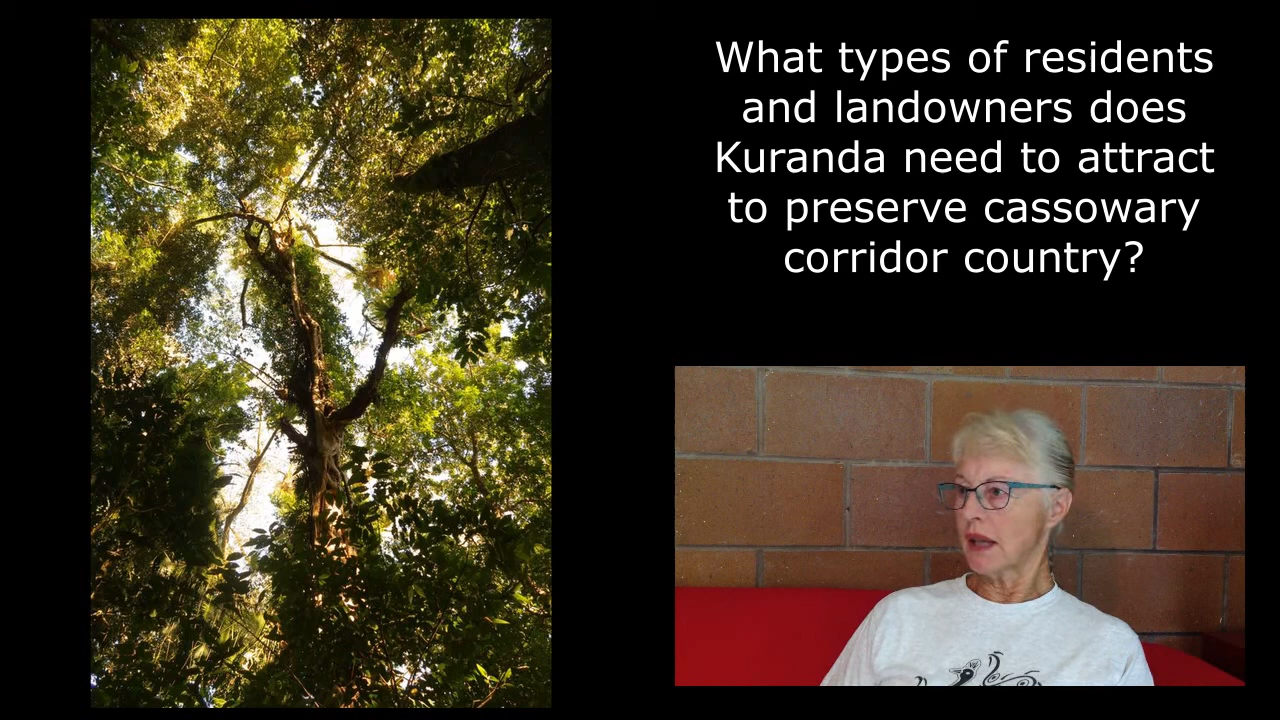 What types of residents
and landowners does
Kuranda need to attract
to preserve cassowary
corridor country?